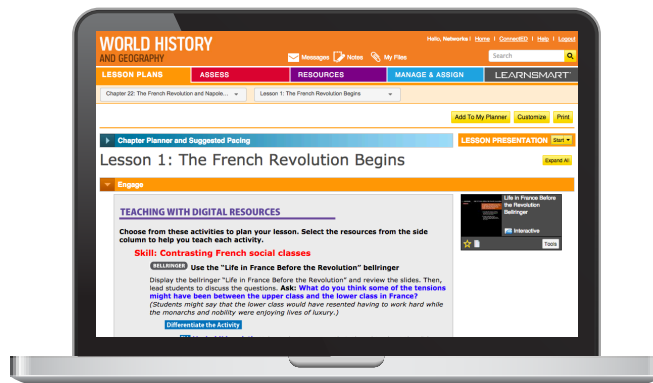 WORLD HISTORY
AND GEOGRAPHY
Hello, Networks! | Home | ConnectED | Help | Logout
Messages Notes My Files
Search
LESSON PLANS ASSESS RESOURCES MANAGE & ASSIGN LEARNSMART
Chapter 22: The French Revolution and Napole... Lesson 1: The French Revolution Begins
Add To My Planner Customize Print
Chapter Planner and Suggested Pacing
LESSON PRESENTATION Start
Lesson 1: The French Revolution Begins
Expand All
Engage
TEACHING WITH DIGITAL RESOURCES
Choose from these activities to plan your lesson. Select the resources from the side
column to help you teach each activity.
Skill: Contrasting French social classes
BELLRINGER Use the “Life in France Before the Revolution” bellringer
Display the bellringer "Life in France Before the Revolution" and review the slides. Then,
lead students to discuss the questions. Ask: What do you think some of the tensions
might have been between the upper class and the lower class in France?
(Students might say that the lower class would have resented having to work hard while
the monarchs and nobility were enjoying lives of luxury.)
Differentiate the Activity
Life in France Before
the Revolution
Bellringer
Interactive
Tools